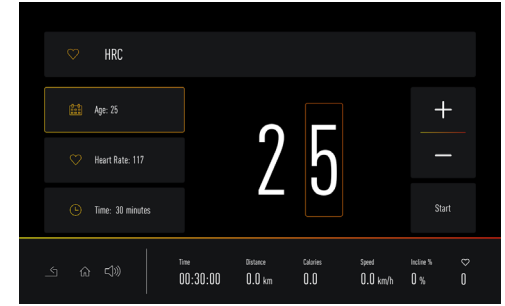 HRC
Age: 25
Heart Rate: 117
Time: 30 minutes
25
+
−
Start
Time Distance Calories Speed Incline %
00:30:00 0.0 km 0.0 0.0 km/h 0 % 0